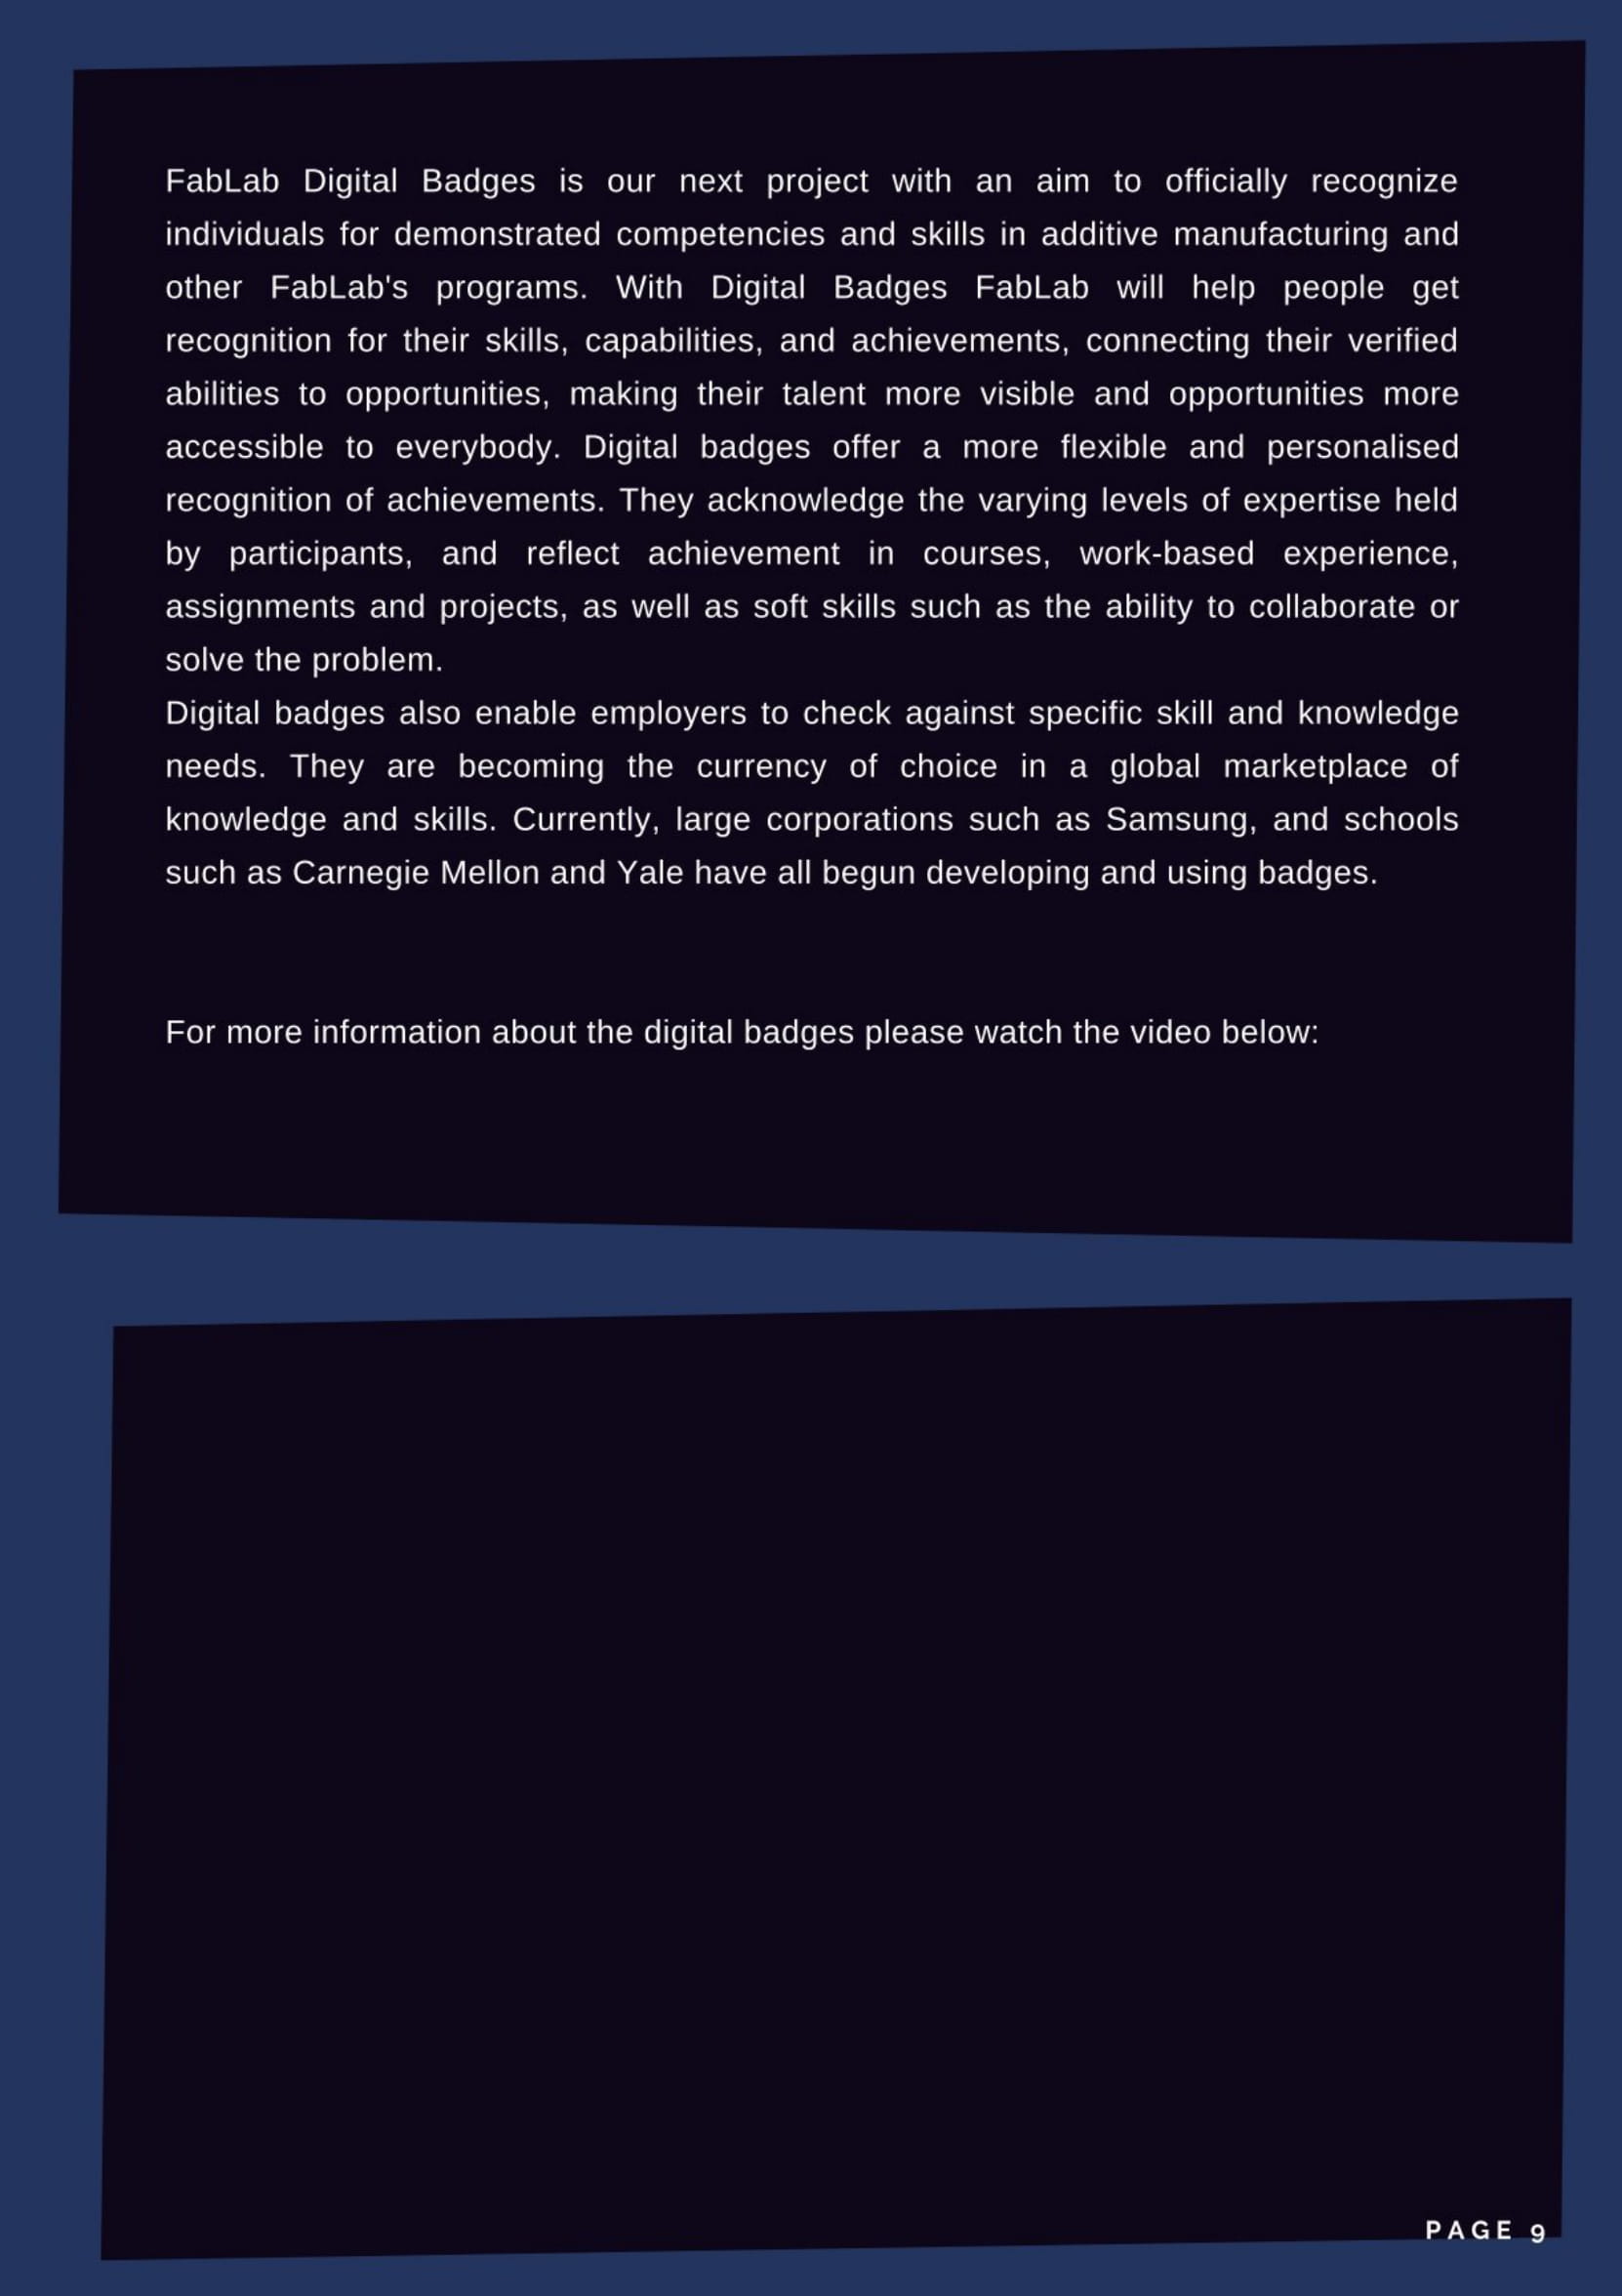 FabLab Digital Badges is our next project with an aim to officially recognize
individuals for demonstrated competencies and skills in additive manufacturing and
other FabLab's programs. With Digital Badges FabLab will help people get
recognition for their skills, capabilities, and achievements, connecting their verified
abilities to opportunities, making their talent more visible and opportunities more
accessible to everybody. Digital badges offer a more flexible and personalised
recognition of achievements. They acknowledge the varying levels of expertise held
by participants, and reflect achievement in courses, work-based experience,
assignments and projects, as well as soft skills such as the ability to collaborate or
solve the problem.
Digital badges also enable employers to check against specific skill and knowledge
needs. They are becoming the currency of choice in a global marketplace of
knowledge and skills. Currently, large corporations such as Samsung, and schools
such as Carnegie Mellon and Yale have all begun developing and using badges.
For more information about the digital badges please watch the video below:
PAGE 9